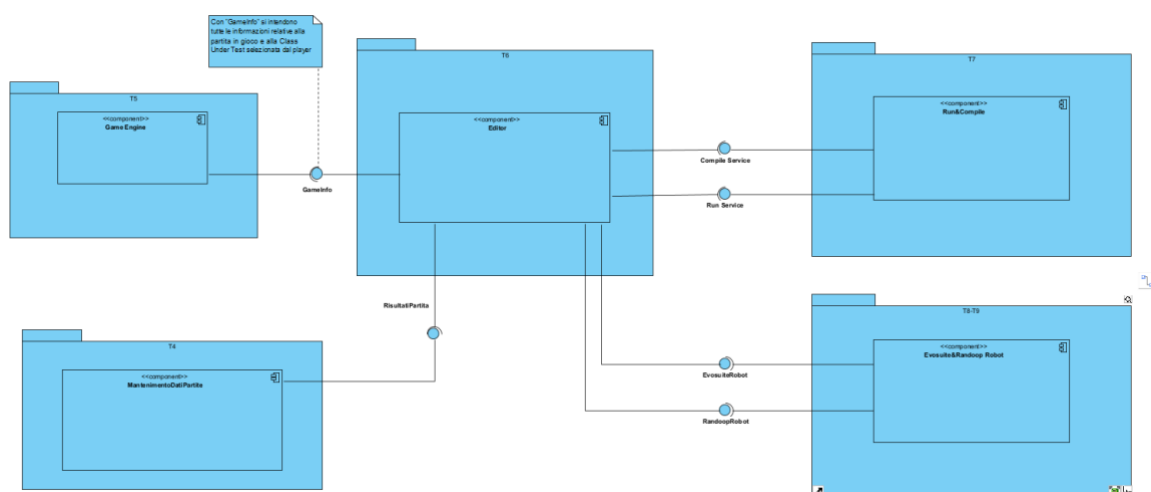 Con "GameInfo" si intendono
tutte le informazioni relative alla
partita in gioco e alla Class
Under Test selezionata dal player
T5
<<component>>
Game Engine
GameInfo
T6
<<component>>
Editor
T7
<<component>>
Run&Compile
Compile Service
Run Service
RisultatiPartita
T4
<<component>>
MantenimentoDatiPartita
T8-T9
<<component>>
Evosuite&Randoop Robot
EvosuiteRobot
RandoopRobot